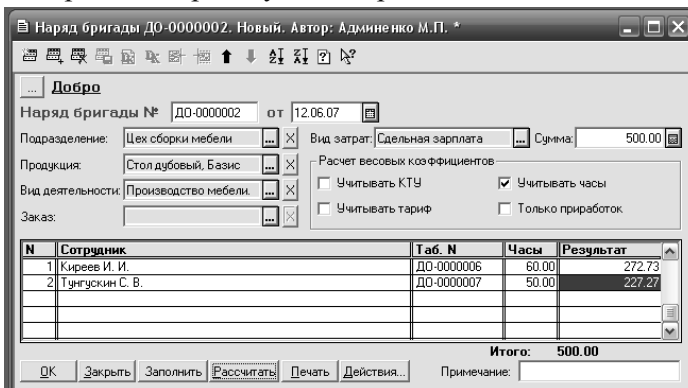 Наряд бригады ДО-0000002. Новый. Автор: Админенко М.П. *
... Добро
Наряд бригады № ДО-0000002 от 12.06.07
Подразделение: Цех сборки мебели ... X Вид затрат: Сдельная зарплата ... Сумма: 500.00
Продукция: Стол дубовый, Базис ... X Расчет весовых коэффициентов
Вид деятельности: Производство мебели. ... X Учитывать КТУ Учитывать часы
Заказ: ... X Учитывать тариф Только приработок
N Сотрудник Таб. N Часы Результат
1 Киреев И. И. ДО-0000006 60.00 272.73
2 Тунгускин С. В. ДО-0000007 50.00 227.27
Итого: 500.00
OK Закрыть Заполнить Рассчитать Печать Действия... Примечание: